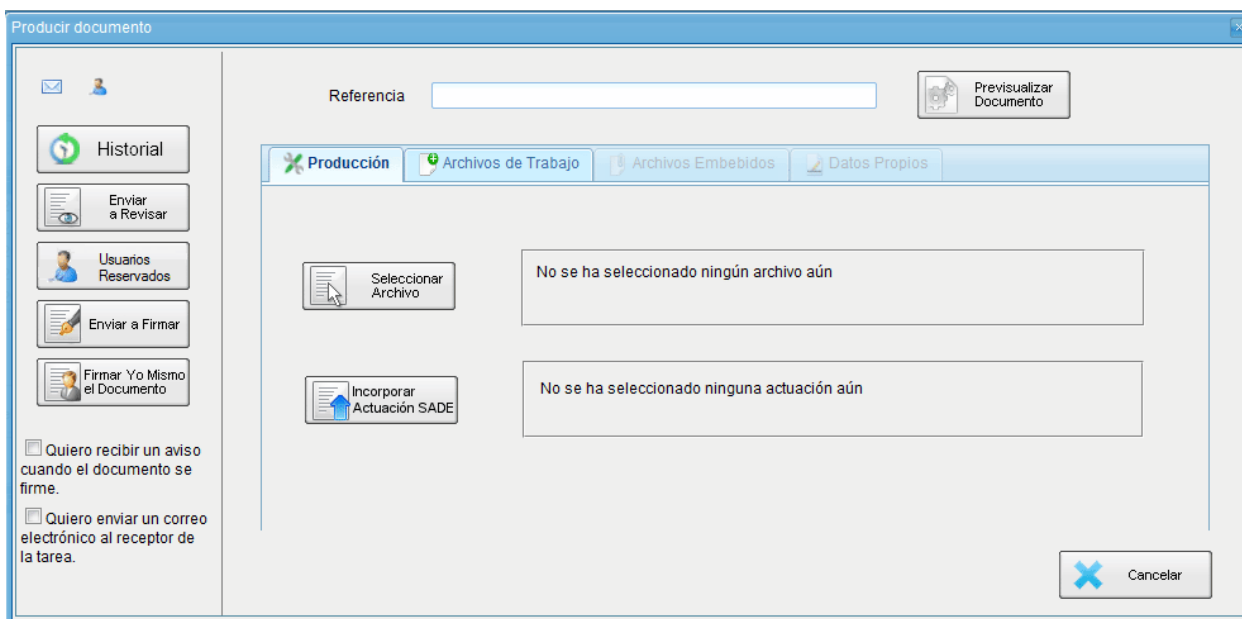 Producir documento
Historial
Enviar
a Revisar
Usuarios
Reservados
Enviar a Firmar
Firmar Yo Mismo
el Documento
Quiero recibir un aviso
cuando el documento se
firme.
Quiero enviar un correo
electrónico al receptor de
la tarea.
Referencia
Previsualizar
Documento
Producción
Archivos de Trabajo
Archivos Embebidos
Datos Propios
Seleccionar
Archivo
No se ha seleccionado ningún archivo aún
Incorporar
Actuación SADE
No se ha seleccionado ninguna actuación aún
Cancelar